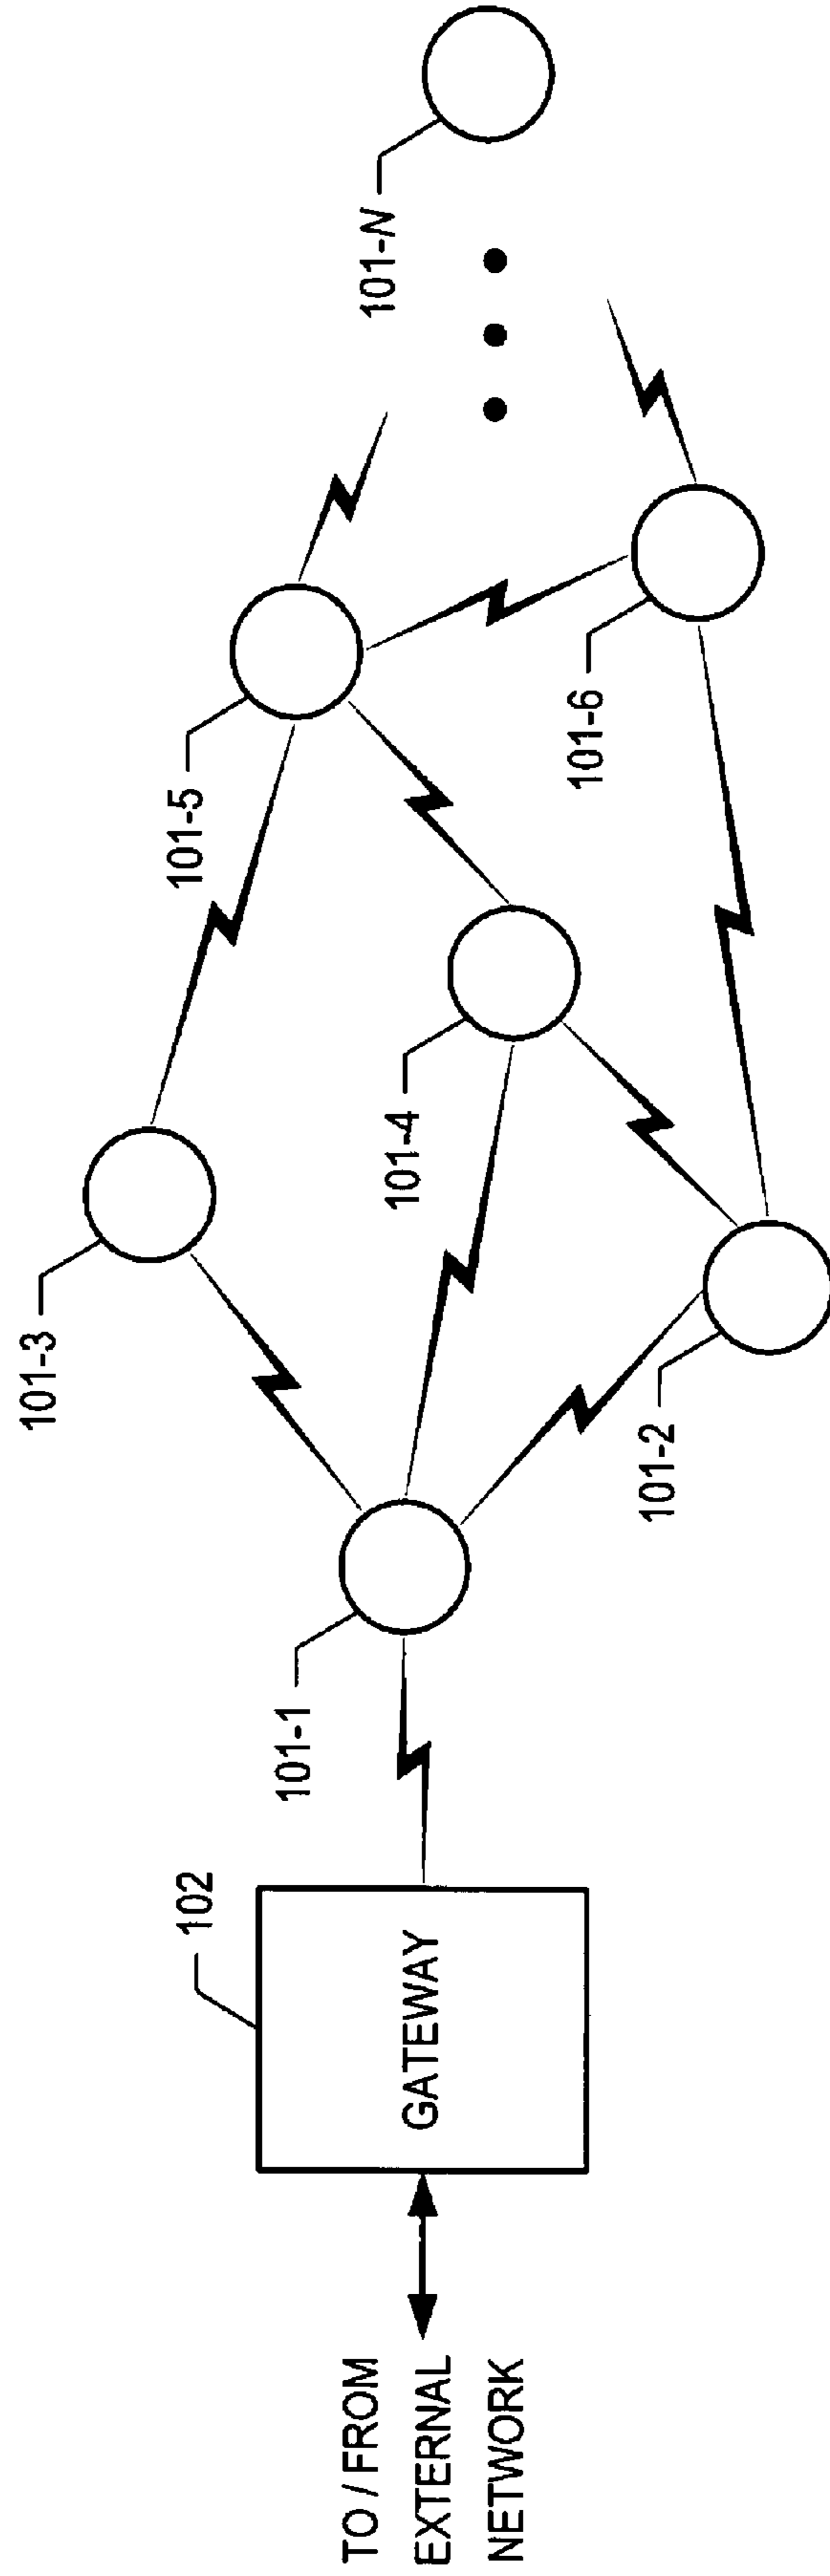 TO / FROM
EXTERNAL
NETWORK
GATEWAY
102
101-1
101-2
101-3
101-4
101-5
101-6
101-N